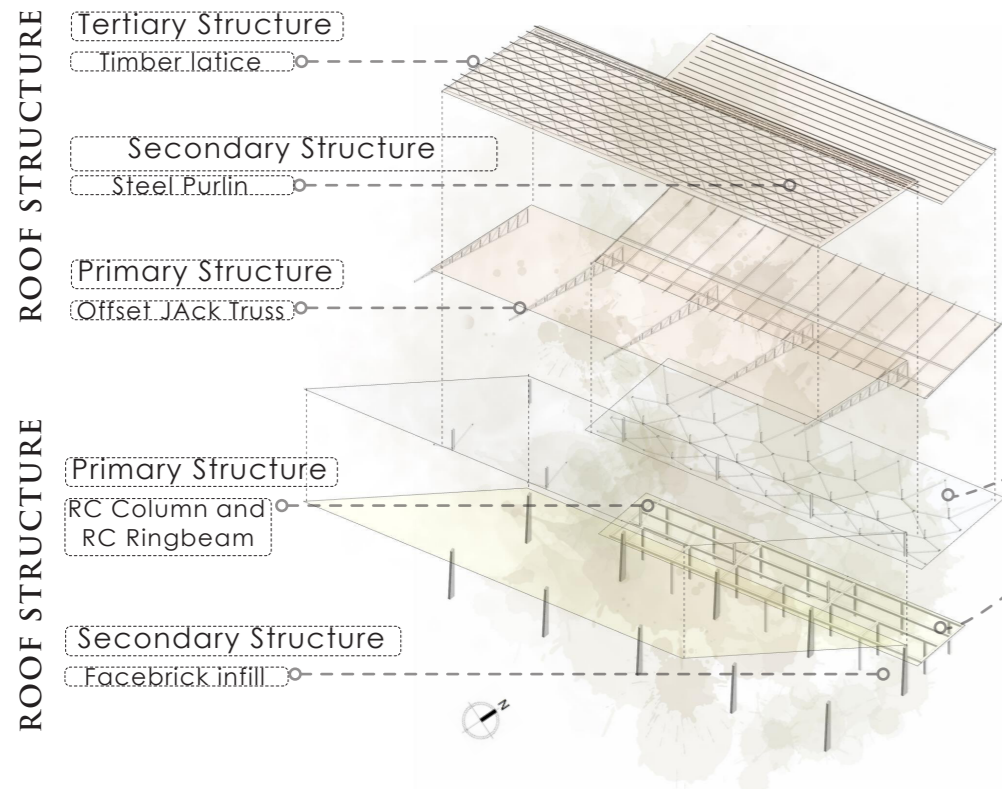 ROOF STRUCTURE
Tertiary Structure
Timber latice
Secondary Structure
Steel Purlin
Primary Structure
Offset JAck Truss
ROOF STRUCTURE
Primary Structure
RC Column and
RC Ringbeam
Secondary Structure
Facebrick infill
N